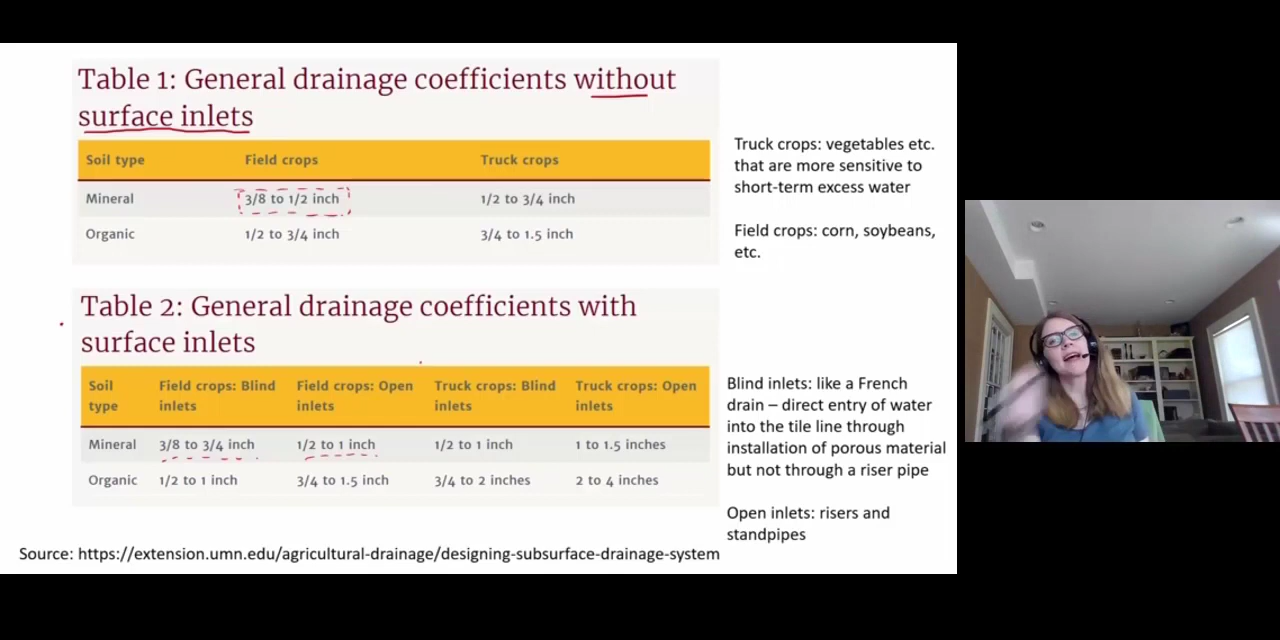 Table 1: General drainage coefficients without
surface inlets
Soil type Field crops Truck crops
Mineral 3/8 to 1/2 inch 1/2 to 3/4 inch
Organic 1/2 to 3/4 inch 3/4 to 1.5 inch
Truck crops: vegetables etc.
that are more sensitive to
short-term excess water
Field crops: corn, soybeans,
etc.
Table 2: General drainage coefficients with
surface inlets
Soil type Field crops: Blind inlets Field crops: Open inlets Truck crops: Blind inlets Truck crops: Open inlets
Mineral 3/8 to 3/4 inch 1/2 to 1 inch 1/2 to 1 inch 1 to 1.5 inches
Organic 1/2 to 1 inch 3/4 to 1.5 inch 3/4 to 2 inches 2 to 4 inches
Blind inlets: like a French
drain – direct entry of water
into the tile line through
installation of porous material
but not through a riser pipe
Open inlets: risers and
standpipes
Source: https://extension.umn.edu/agricultural-drainage/designing-subsurface-drainage-system